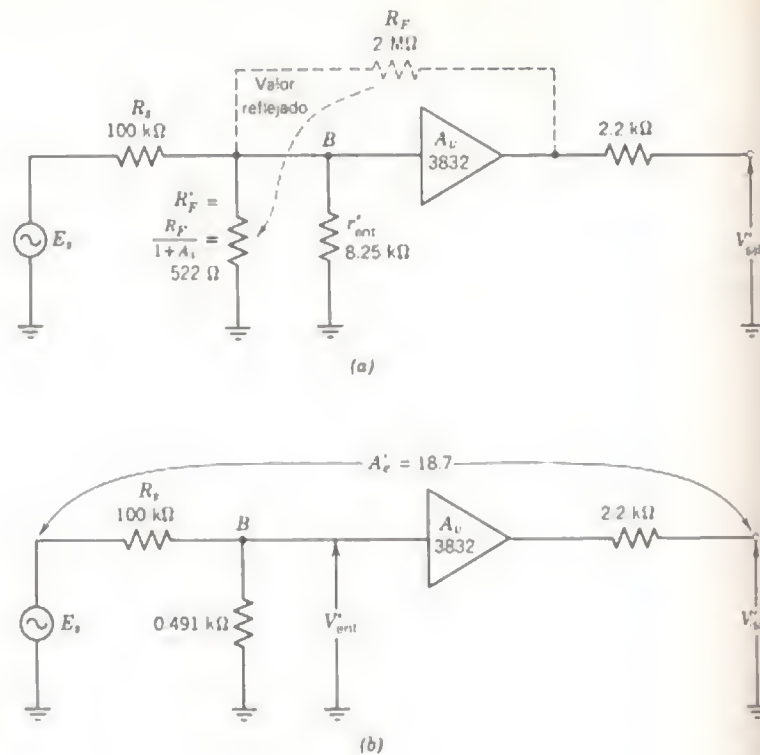 R_F
2 MΩ
Valor
reflejado
R_s
100 kΩ
B
A_v
3832
2.2 kΩ
E_s
R'_F =
R_F / 1 + A_v =
522 Ω
r'_ent
8.25 kΩ
(a)
A'_e = 18.7
R_s
100 kΩ
B
A_v
3832
2.2 kΩ
E_s
0.491 kΩ
V'_ent
(b)